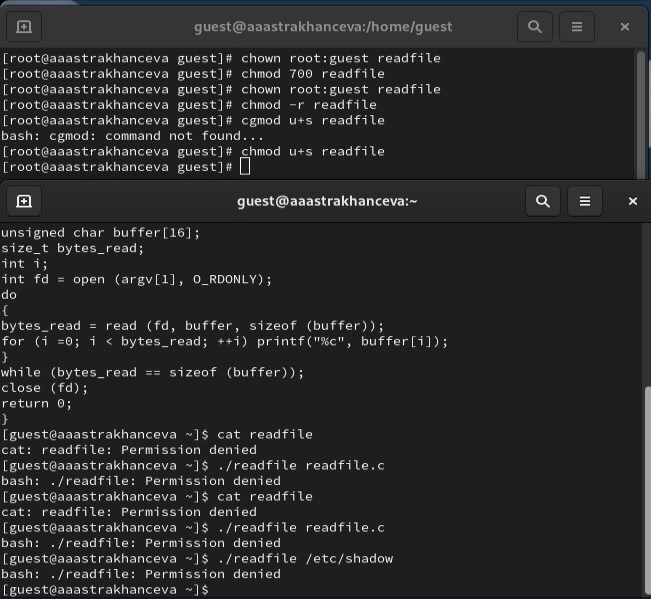 guest@aaastrakhanceva:/home/guest
[root@aaastrakhanceva guest]# chown root:guest readfile
[root@aaastrakhanceva guest]# chmod 700 readfile
[root@aaastrakhanceva guest]# chown root:guest readfile
[root@aaastrakhanceva guest]# chmod -r readfile
[root@aaastrakhanceva guest]# cgmod u+s readfile
bash: cgmod: command not found...
[root@aaastrakhanceva guest]# chmod u+s readfile
[root@aaastrakhanceva guest]#
guest@aaastrakhanceva:~
unsigned char buffer[16];
size_t bytes_read;
int i;
int fd = open (argv[1], O_RDONLY);
do
{
bytes_read = read (fd, buffer, sizeof (buffer));
for (i =0; i < bytes_read; ++i) printf("%c", buffer[i]);
}
while (bytes_read == sizeof (buffer));
close (fd);
return 0;
}
[guest@aaastrakhanceva ~]$ cat readfile
cat: readfile: Permission denied
[guest@aaastrakhanceva ~]$ ./readfile readfile.c
bash: ./readfile: Permission denied
[guest@aaastrakhanceva ~]$ cat readfile
cat: readfile: Permission denied
[guest@aaastrakhanceva ~]$ ./readfile readfile.c
bash: ./readfile: Permission denied
[guest@aaastrakhanceva ~]$ ./readfile /etc/shadow
bash: ./readfile: Permission denied
[guest@aaastrakhanceva ~]$